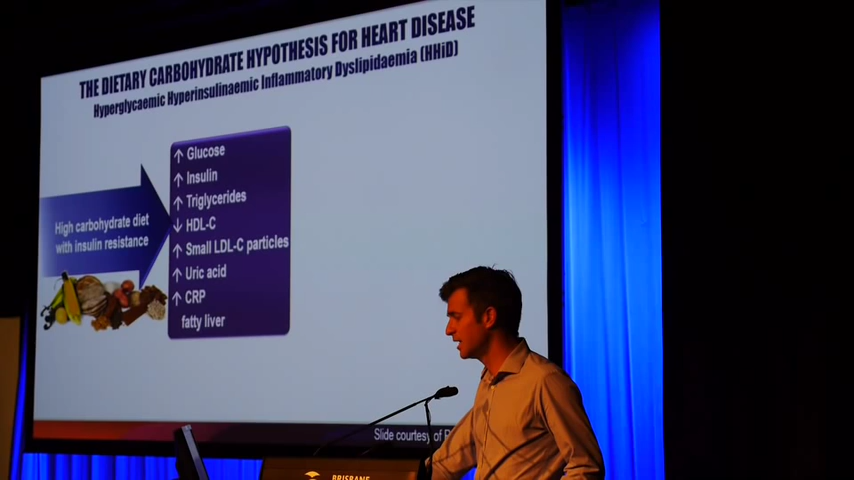 THE DIETARY CARBOHYDRATE HYPOTHESIS FOR HEART DISEASE
Hyperglycaemic Hyperinsulinaemic Inflammatory Dyslipidaemia (HHiD)
High carbohydrate diet
with insulin resistance
↑ Glucose
↑ Insulin
↑ Triglycerides
↓ HDL-C
↑ Small LDL-C particles
↑ Uric acid
↑ CRP
fatty liver
Slide courtesy of
BRISBANE